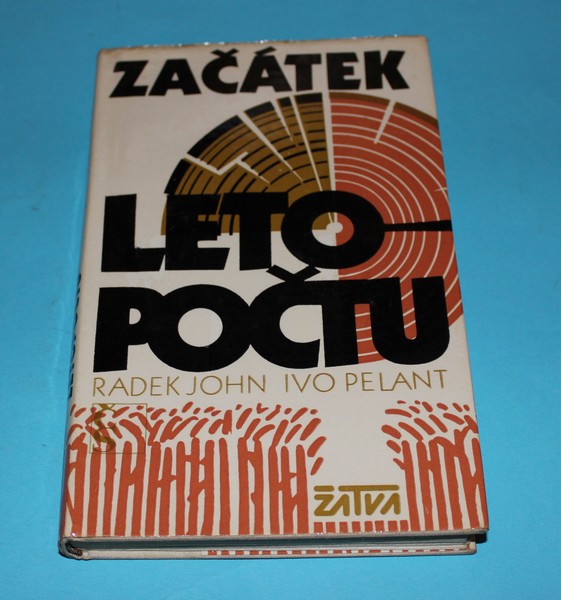 ZAČÁTEK
LETO-
POČTU
RADEK JOHN IVO PELANT
ŽATVA